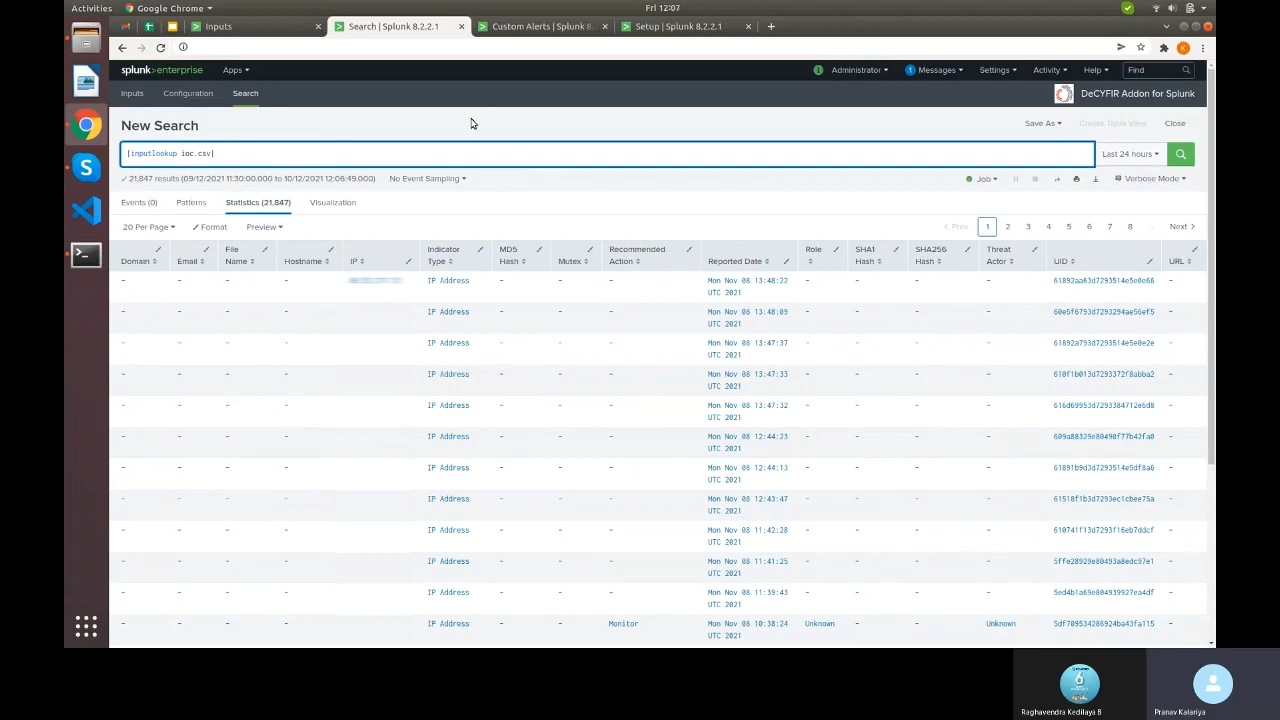 Activities Google Chrome Fri 12:07
Inputs Search | Splunk 8.2.2.1 Custom Alerts | Splunk 8. Setup | Splunk 8.2.2.1
splunk>enterprise Apps Administrator 1 Messages Settings Activity Help Find
Inputs Configuration Search DeCYFIR Addon for Splunk
New Search Save As Create Table View Close
|inputlookup ioc.csv Last 24 hours
21,847 results (09/12/2021 11:30:00.000 to 10/12/2021 12:06:49.000) No Event Sampling Job Verbose Mode
Events (0) Patterns Statistics (21,847) Visualization
20 Per Page Format Preview < Prev 1 2 3 4 5 6 7 8 ... Next >
Domain Email File Name Hostname IP Indicator Type MD5 Hash Mutex Recommended Action Reported Date Role SHA1 Hash SHA256 Hash Threat Actor UID URL
- - - - IP Address - - - Mon Nov 08 13:48:22 UTC 2021 - - - - 61892aa63d7293514e5e0e66 -
- - - - IP Address - - - Mon Nov 08 13:48:09 UTC 2021 - - - - 60e5f6793d7293294ae56ef5 -
- - - - IP Address - - - Mon Nov 08 13:47:37 UTC 2021 - - - - 61892a793d7293514e5e0e2e -
- - - - IP Address - - - Mon Nov 08 13:47:33 UTC 2021 - - - - 610f1b013d7293372f8abba2 -
- - - - IP Address - - - Mon Nov 08 13:47:32 UTC 2021 - - - - 616d69953d7293384712e6d8 -
- - - - IP Address - - - Mon Nov 08 12:44:23 UTC 2021 - - - - 609a88329e80490f77b42fa0 -
- - - - IP Address - - - Mon Nov 08 12:44:13 UTC 2021 - - - - 61891b9d3d7293514e5df8a6 -
- - - - IP Address - - - Mon Nov 08 12:43:47 UTC 2021 - - - - 61518f1b3d7293ec1cbee75a -
- - - - IP Address - - - Mon Nov 08 11:42:28 UTC 2021 - - - - 610741f13d7293f16eb7ddcf -
- - - - IP Address - - - Mon Nov 08 11:41:25 UTC 2021 - - - - 5ffe28929e80493a8edc97e1 -
- - - - IP Address - - - Mon Nov 08 11:39:43 UTC 2021 - - - - 5ed4b1a69e804939927ea4df -
- - - - IP Address - - Monitor Mon Nov 08 10:38:24 UTC 2021 Unknown - - Unknown 5df709534286924ba43fa115 -
Raghavendra Kedilaya B Pranav Kalariya